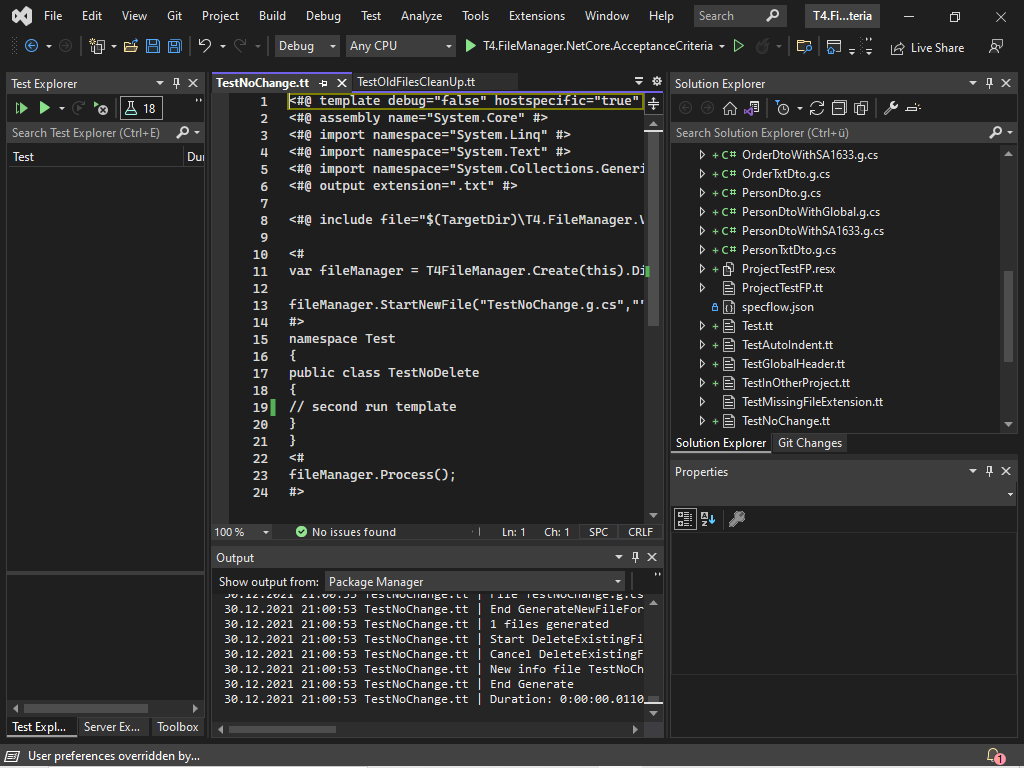 File Edit View Git Project Build Debug Test Analyze Tools Extensions Window Help Search T4.Fi...teria
Debug Any CPU T4.FileManager.NetCore.AcceptanceCriteria Live Share
Test Explorer
18
Search Test Explorer (Ctrl+E)
Test Dur
Test Expl... Server Ex... Toolbox
TestNoChange.tt TestOldFilesCleanUp.tt
1 <#@ template debug="false" hostspecific="true"
2 <#@ assembly name="System.Core" #>
3 <#@ import namespace="System.Linq" #>
4 <#@ import namespace="System.Text" #>
5 <#@ import namespace="System.Collections.Generi
6 <#@ output extension=".txt" #>
7
8 <#@ include file="$(TargetDir)\T4.FileManager.V
9
10 <#
11 var fileManager = T4FileManager.Create(this).Di
12
13 fileManager.StartNewFile("TestNoChange.g.cs",""
14 #>
15 namespace Test
16 {
17 public class TestNoDelete
18 {
19 // second run template
20 }
21 }
22 <#
23 fileManager.Process();
24 #>
100 % No issues found Ln: 1 Ch: 1 SPC CRLF
Output
Show output from: Package Manager
30.12.2021 21:00:53 TestNoChange.tt | File TestNoChange.g.cs
30.12.2021 21:00:53 TestNoChange.tt | End GenerateNewFileFor
30.12.2021 21:00:53 TestNoChange.tt | 1 files generated
30.12.2021 21:00:53 TestNoChange.tt | Start DeleteExistingFi
30.12.2021 21:00:53 TestNoChange.tt | Cancel DeleteExistingF
30.12.2021 21:00:53 TestNoChange.tt | New info file TestNoCh
30.12.2021 21:00:53 TestNoChange.tt | End Generate
30.12.2021 21:00:53 TestNoChange.tt | Duration: 0:00:00.0110
Solution Explorer
Search Solution Explorer (Ctrl+ü)
C# OrderDtoWithSA1633.g.cs
C# OrderTxtDto.g.cs
C# PersonDto.g.cs
C# PersonDtoWithGlobal.g.cs
C# PersonDtoWithSA1633.g.cs
C# PersonTxtDto.g.cs
ProjectTestFP.resx
ProjectTestFP.tt
specflow.json
Test.tt
TestAutoIndent.tt
TestGlobalHeader.tt
TestInOtherProject.tt
TestMissingFileExtension.tt
TestNoChange.tt
Solution Explorer Git Changes
Properties
User preferences overridden by... 1